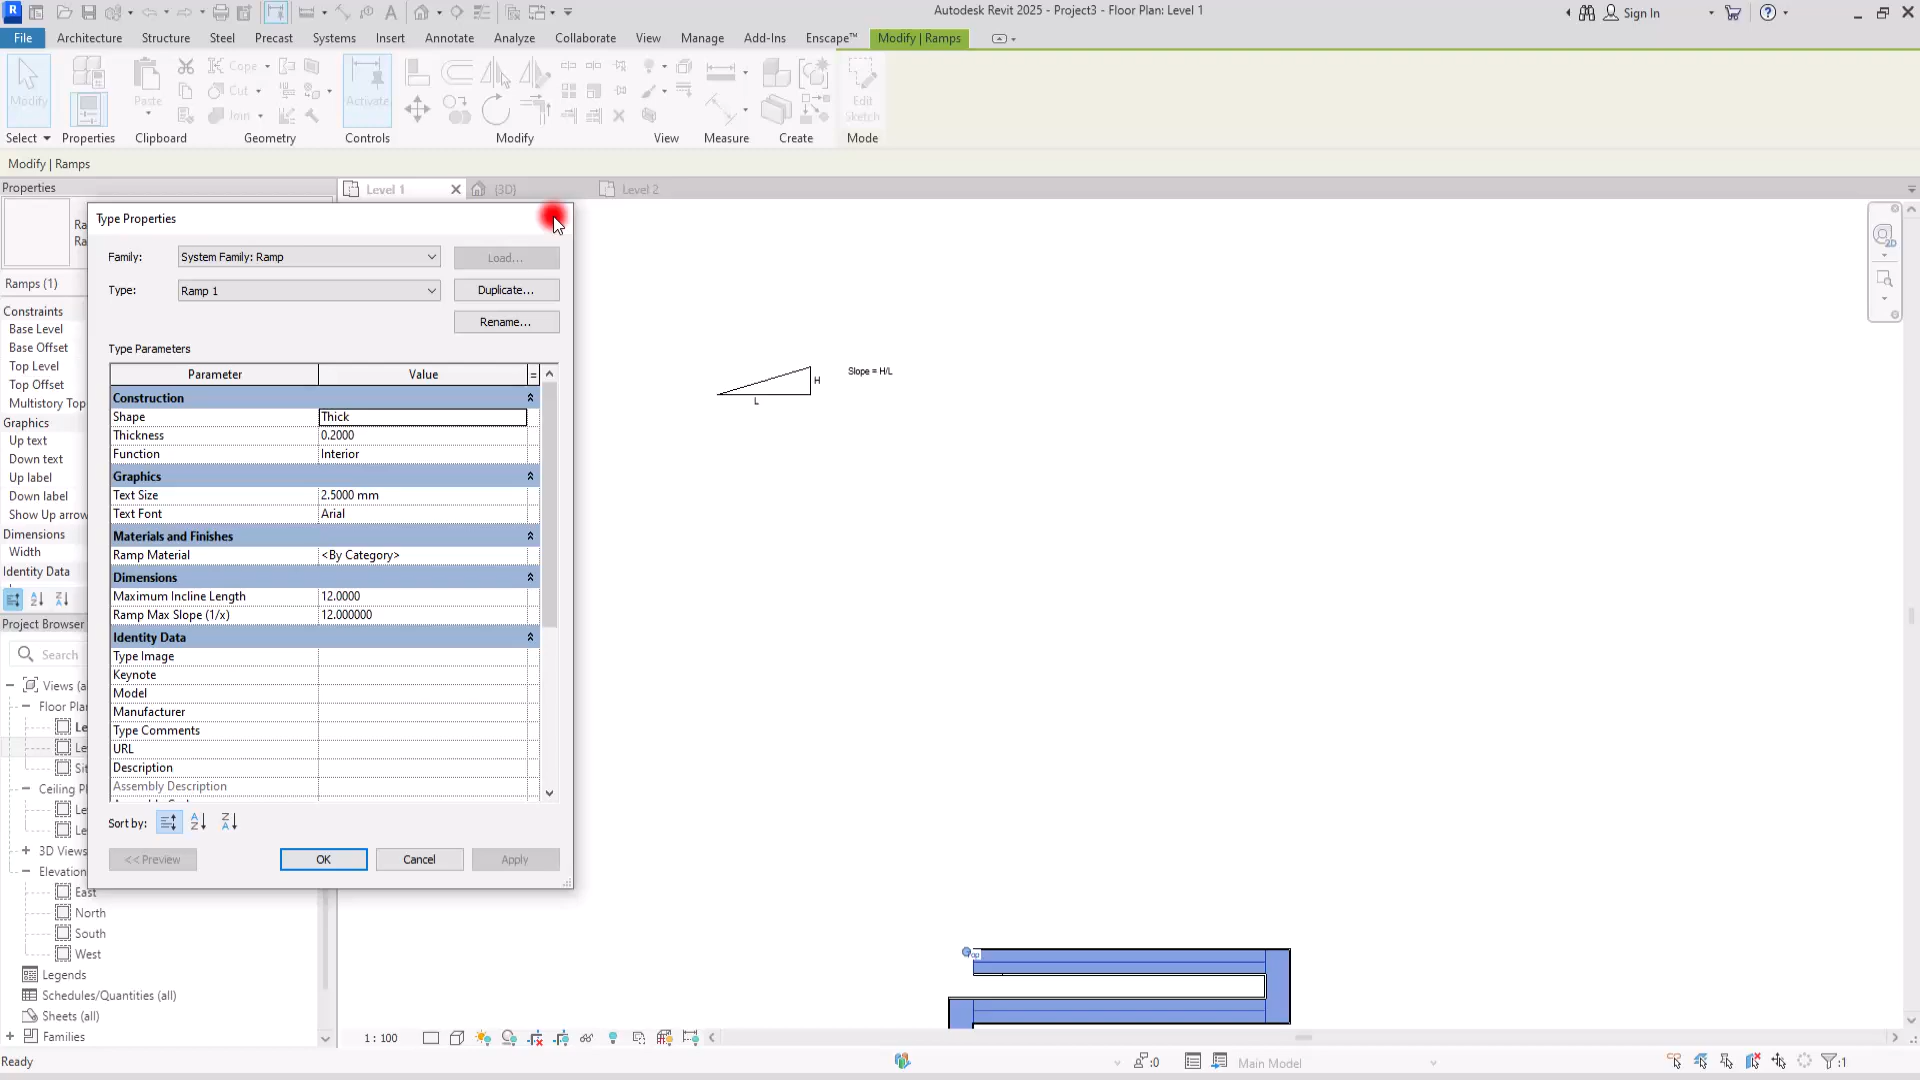 R
Autodesk Revit 2025 - Project3 - Floor Plan: Level 1
Sign In
File Architecture Structure Steel Precast Systems Insert Annotate Analyze Collaborate View Manage Add-Ins Enscape™ Modify | Ramps
Modify
Paste
Cope
Cut
Join
Activate
Edit
Sketch
Select Properties Clipboard Geometry Controls Modify View Measure Create Mode
Modify | Ramps
Properties
Level 1 {3D} Level 2
Ra
Ra
Ramps (1)
Constraints
Base Level
Base Offset
Top Level
Top Offset
Multistory Top
Graphics
Up text
Down text
Up label
Down label
Show Up arrow
Dimensions
Width
Identity Data
Project Browser
Search
Views (a
Floor Plan
Le
Le
Sit
Ceiling Pl
Le
Le
3D Views
Elevation
East
North
South
West
Legends
Schedules/Quantities (all)
Sheets (all)
Families
Type Properties
Family: System Family: Ramp Load...
Type: Ramp 1 Duplicate...
Rename...
Type Parameters
Parameter Value =
Construction
Shape Thick
Thickness 0.2000
Function Interior
Graphics
Text Size 2.5000 mm
Text Font Arial
Materials and Finishes
Ramp Material <By Category>
Dimensions
Maximum Incline Length 12.0000
Ramp Max Slope (1/x) 12.000000
Identity Data
Type Image
Keynote
Model
Manufacturer
Type Comments
URL
Description
Assembly Description
Sort by:
<< Preview OK Cancel Apply
Slope = H/L
H
L
2D
1 : 100
Ready
:0
Main Model
:1